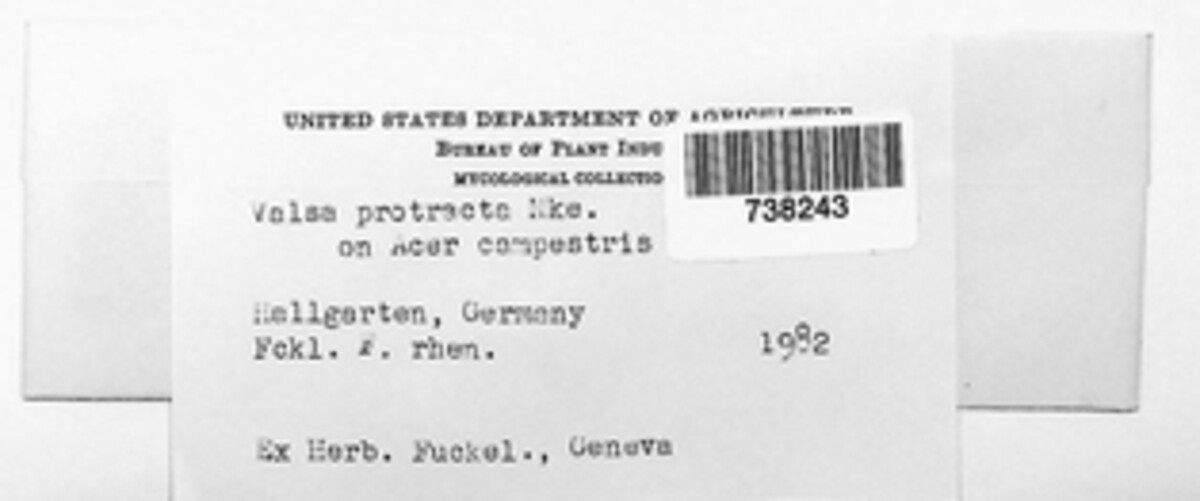 UNITED STATES DEPARTMENT OF AGRICULTURE
BUREAU OF PLANT INDU
MYCOLOGICAL COLLECTIO
738243
Valsa protracta Nke.
on Acer campestris
Hallgarten, Germany
Fckl. F. rhen. 1982
Ex Herb. Fuckel., Geneva